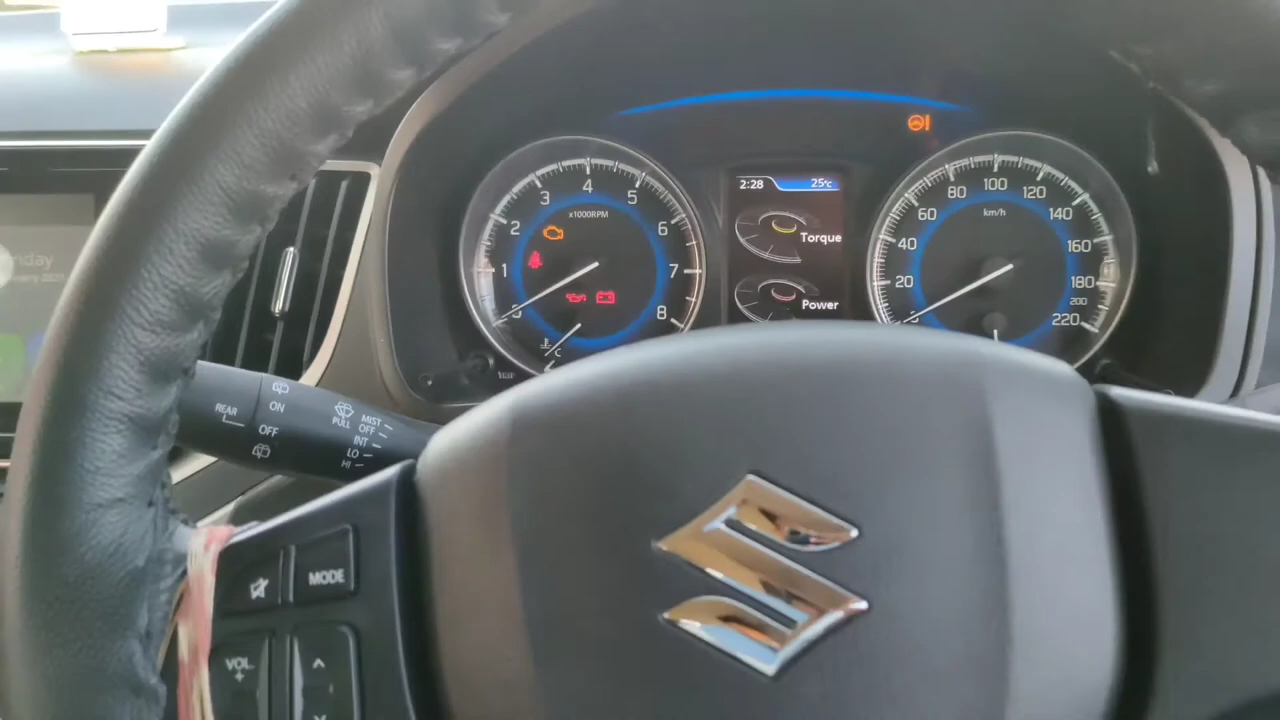 2:28 25°c
Torque
Power
1 2 3 4 5 6 7 8
x1000RPM
C
20 40 60 80 100 120 140 160 180 200 220
km/h
REAR
ON
OFF
PULL
MIST
OFF
INT
LO
HI
MODE
VOL
+